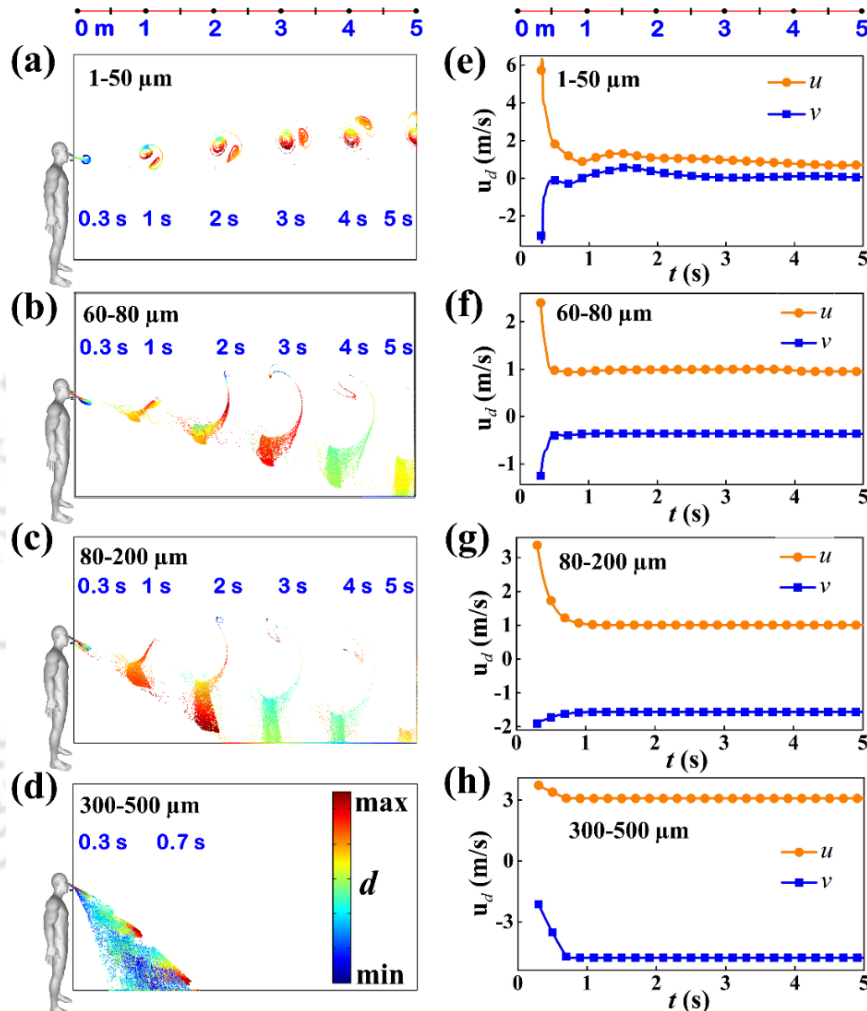 0 m 1 2 3 4 5
0 m 1 2 3 4 5
(a)
1-50 µm
0.3 s 1 s 2 s 3 s 4 s 5 s
(b)
60-80 µm
0.3 s 1 s 2 s 3 s 4 s 5 s
(c)
80-200 µm
0.3 s 1 s 2 s 3 s 4 s 5 s
(d)
300-500 µm
0.3 s 0.7 s
max
d
min
(e)
1-50 µm
u
v
u_d (m/s)
6
4
2
0
-2
0 1 2 3 4 5
t (s)
(f)
60-80 µm
u
v
u_d (m/s)
2
1
0
-1
0 1 2 3 4 5
t (s)
(g)
80-200 µm
u
v
u_d (m/s)
3
2
1
0
-1
-2
0 1 2 3 4 5
t (s)
(h)
300-500 µm
u
v
u_d (m/s)
3
0
-3
0 1 2 3 4 5
t (s)